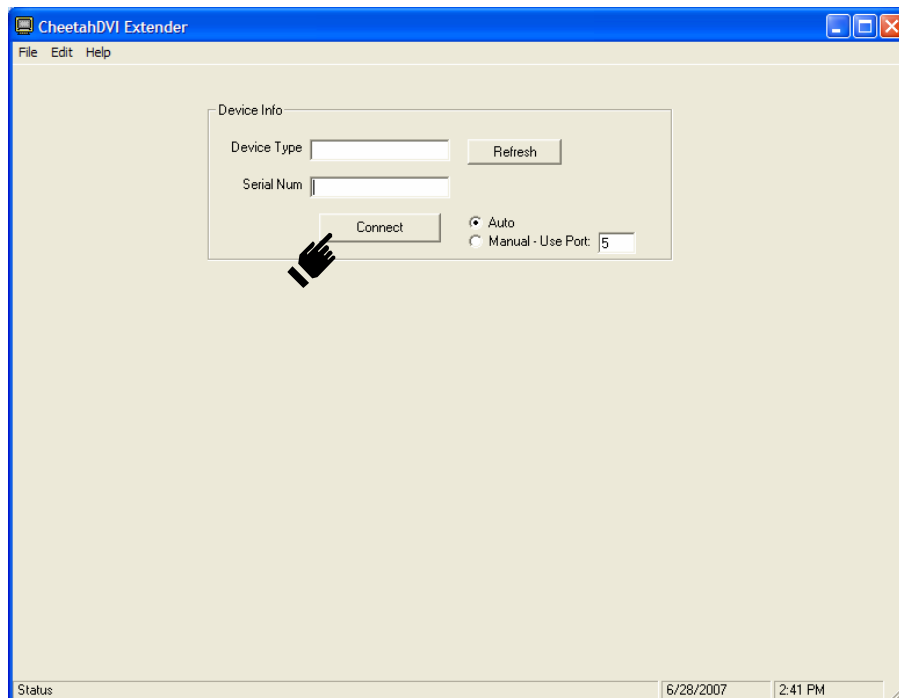 CheetahDVI Extender
File Edit Help
Device Info
Device Type
Refresh
Serial Num
Connect
Auto
Manual - Use Port: 5
Status 6/28/2007 2:41 PM